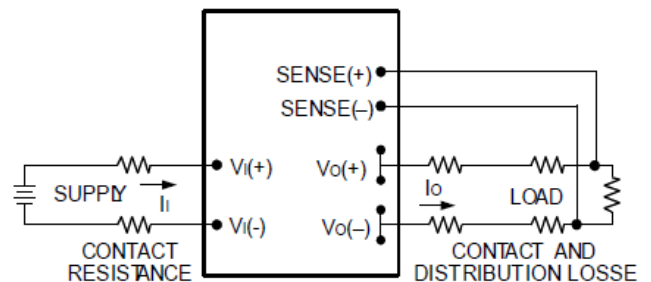 SENSE(+)
SENSE(–)
VI(+)
VO(+)
IO
SUPPLY
II
LOAD
VI(-)
VO(–)
CONTACT
RESISTANCE
CONTACT AND
DISTRIBUTION LOSSE